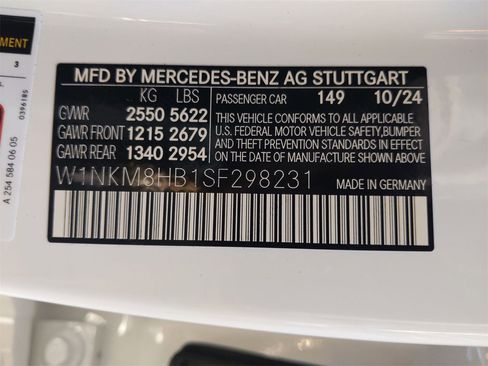 MENT
3
F.
A 254 584 06 05
0396185
MFD BY MERCEDES-BENZ AG STUTTGART
KG LBS
GVWR 2550 5622
GAWR FRONT 1215 2679
GAWR REAR 1340 2954
PASSENGER CAR 149 10/24
THIS VEHICLE CONFORMS TO ALL APPLICABLE
U.S. FEDERAL MOTOR VEHICLE SAFETY,BUMPER
AND THEFT PREVENTION STANDARDS IN EFFECT
ON THE DATE OF MANUFACTURE SHOWN ABOVE.
W1NKM8HB1SF298231
MADE IN GERMANY